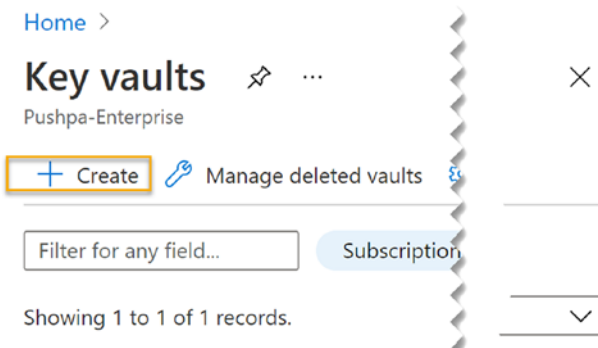 Home >
Key vaults ...
Pushpa-Enterprise
+ Create Manage deleted vaults
Filter for any field... Subscription
Showing 1 to 1 of 1 records.